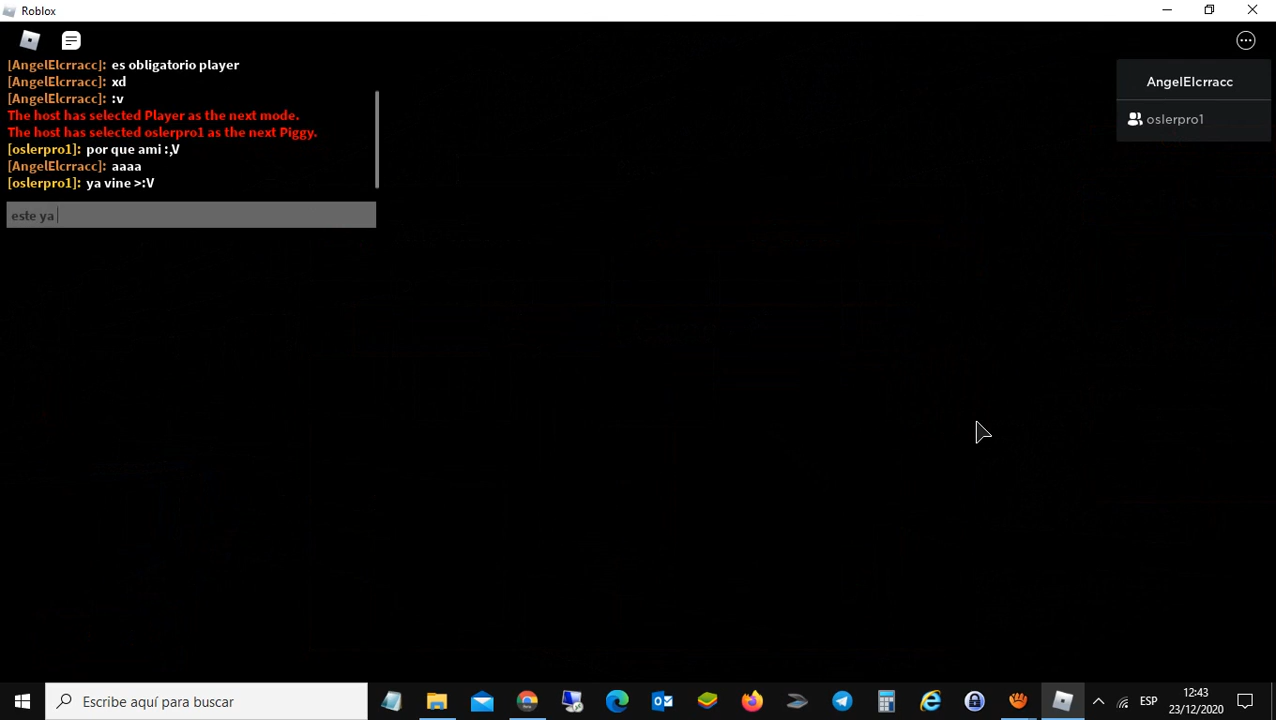 Roblox
[AngelElcrracc]: es obligatorio player
[AngelElcrracc]: xd
[AngelElcrracc]: :v
The host has selected Player as the next mode.
The host has selected oslerpro1 as the next Piggy.
[oslerpro1]: por que ami :,V
[AngelElcrracc]: aaaa
[oslerpro1]: ya vine >:V
este ya
AngelElcrracc
oslerpro1
Escribe aquí para buscar
ESP
12:43
23/12/2020